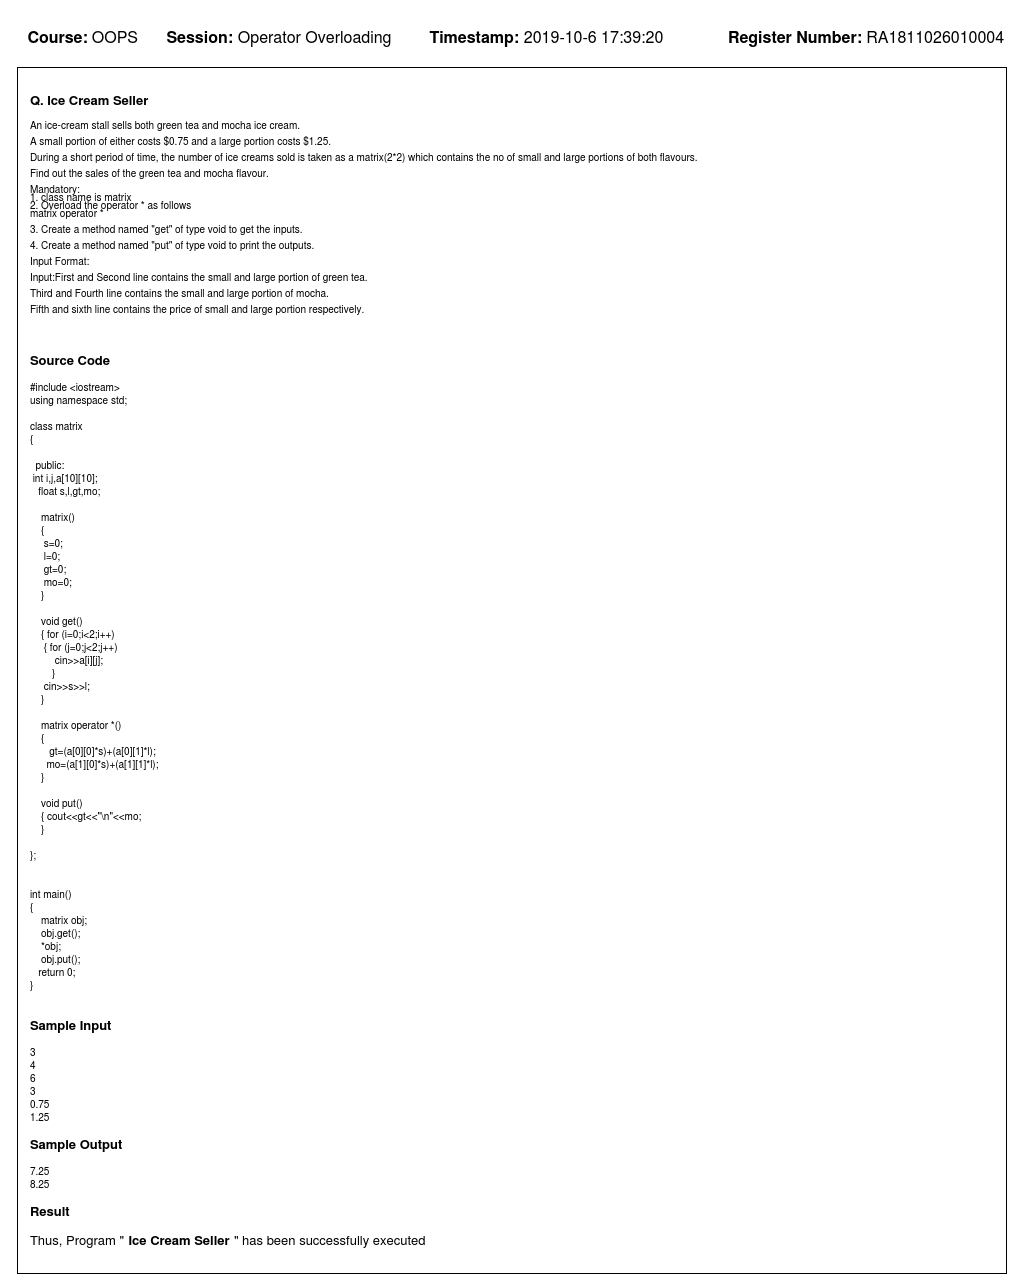 Course: OOPS Session: Operator Overloading Timestamp: 2019-10-6 17:39:20 Register Number: RA1811026010004
Q. Ice Cream Seller
An ice-cream stall sells both green tea and mocha ice cream.
A small portion of either costs $0.75 and a large portion costs $1.25.
During a short period of time, the number of ice creams sold is taken as a matrix(2*2) which contains the no of small and large portions of both flavours.
Find out the sales of the green tea and mocha flavour.
Mandatory:
1. class name is matrix
2. Overload the operator * as follows
matrix operator *
3. Create a method named "get" of type void to get the inputs.
4. Create a method named "put" of type void to print the outputs.
Input Format:
Input:First and Second line contains the small and large portion of green tea.
Third and Fourth line contains the small and large portion of mocha.
Fifth and sixth line contains the price of small and large portion respectively.
Source Code
#include <iostream>
using namespace std;
class matrix
{
public:
int i,j,a[10][10];
float s,l,gt,mo;
matrix()
{
s=0;
l=0;
gt=0;
mo=0;
}
void get()
{ for (i=0;i<2;i++)
{ for (j=0;j<2;j++)
cin>>a[i][j];
}
cin>>s>>l;
}
matrix operator *()
{
gt=(a[0][0]*s)+(a[0][1]*l);
mo=(a[1][0]*s)+(a[1][1]*l);
}
void put()
{ cout<<gt<<"\n"<<mo;
}
};
int main()
{
matrix obj;
obj.get();
*obj;
obj.put();
return 0;
}
Sample Input
3
4
6
3
0.75
1.25
Sample Output
7.25
8.25
Result
Thus, Program " Ice Cream Seller " has been successfully executed